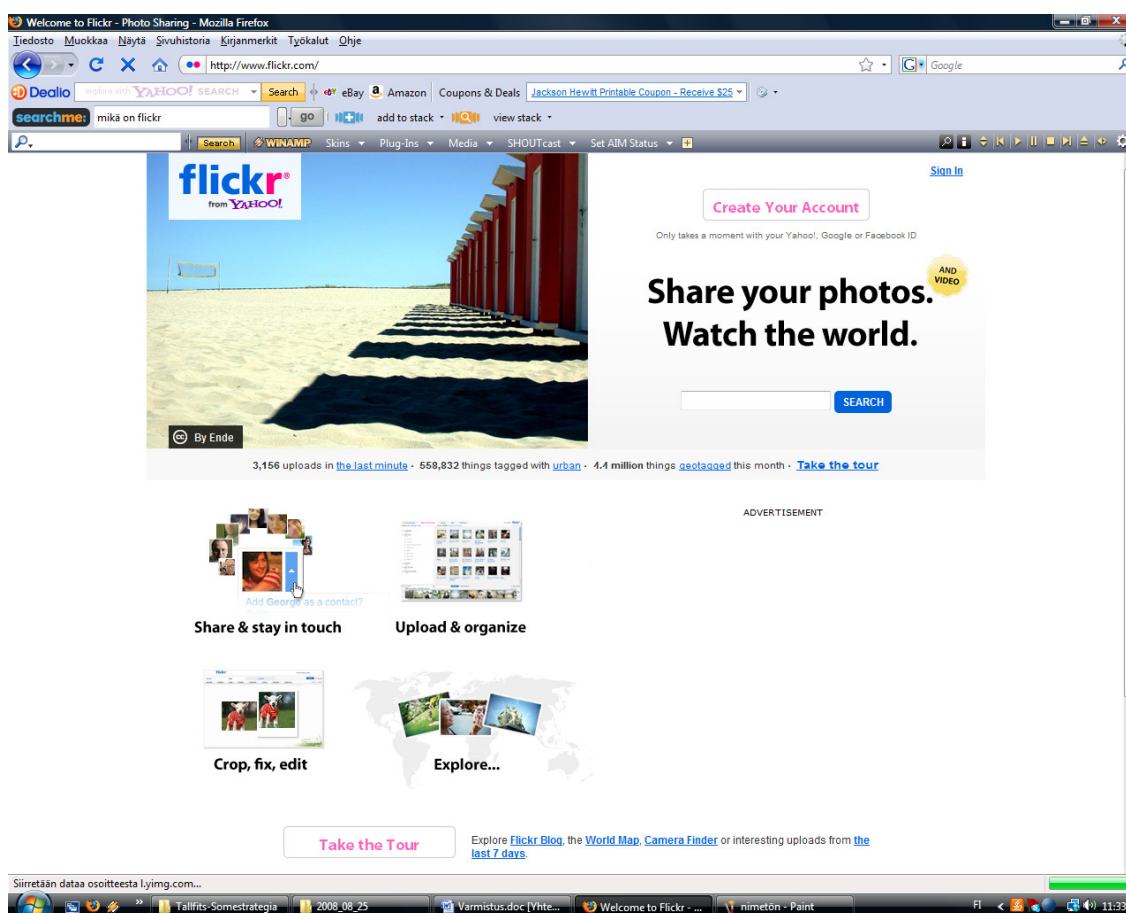 Welcome to Flickr - Photo Sharing - Mozilla Firefox
Tiedosto Muokkaa Näytä Sivuhistoria Kirjanmerkit Työkalut Ohje
http://www.flickr.com/
Google
Dealio explore with YAHOO! SEARCH Search eBay Amazon Coupons & Deals Jackson Hewitt Printable Coupon - Receive $25
searchme: mikä on flickr go add to stack view stack
Search WINAMP Skins Plug-Ins Media SHOUTcast Set AIM Status
flickr®
from YAHOO!
Sign In
Create Your Account
Only takes a moment with your Yahoo!, Google or Facebook ID
AND
VIDEO
Share your photos.
Watch the world.
SEARCH
cc By Ende
3,156 uploads in the last minute · 558,832 things tagged with urban · 4.4 million things geotagged this month · Take the tour
ADVERTISEMENT
Add George as a contact?
Share & stay in touch
Upload & organize
Crop, fix, edit
Explore...
Take the Tour
Explore Flickr Blog, the World Map, Camera Finder or interesting uploads from the
last 7 days.
Siirretään dataa osoitteesta l.yimg.com...
Tallfits-Somestrategia 2008_08_25 Varmistus.doc [Yhte... Welcome to Flickr - ... nimetön - Paint FI 11:33